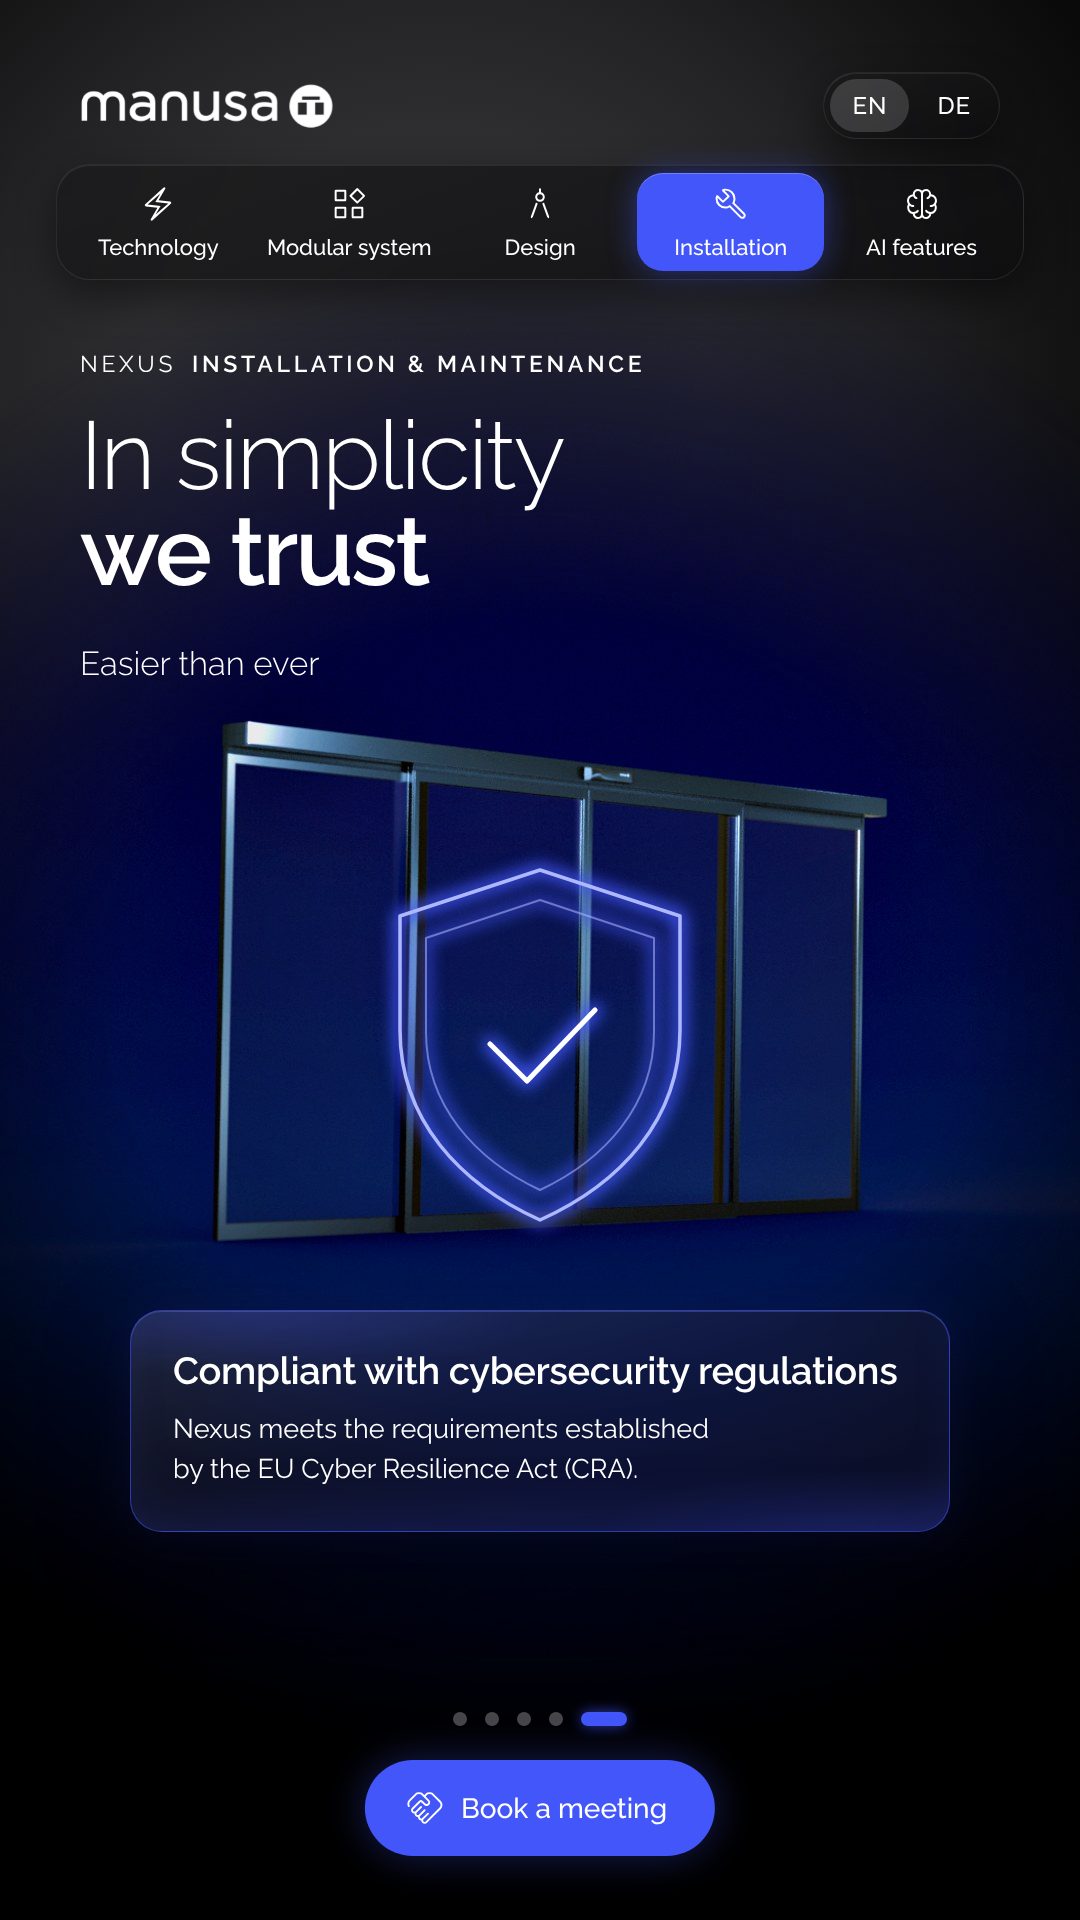 manusa
EN DE
Technology Modular system Design Installation AI features
NEXUS INSTALLATION & MAINTENANCE
In simplicity
we trust
Easier than ever
Compliant with cybersecurity regulations
Nexus meets the requirements established
by the EU Cyber Resilience Act (CRA).
Book a meeting